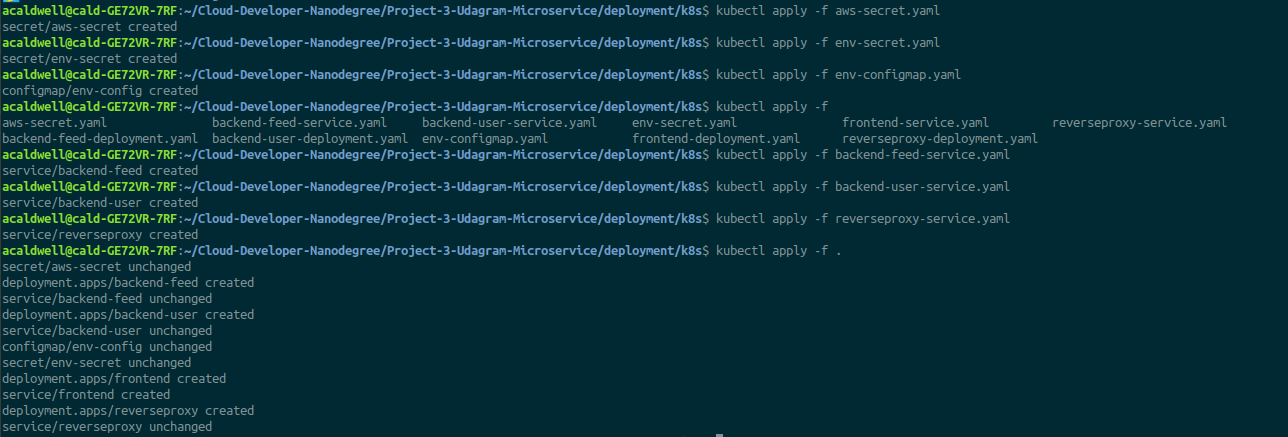 acaldwell@cald-GE72VR-7RF:~/Cloud-Developer-Nanodegree/Project-3-Udagram-Microservice/deployment/k8s$ kubectl apply -f aws-secret.yaml
secret/aws-secret created
acaldwell@cald-GE72VR-7RF:~/Cloud-Developer-Nanodegree/Project-3-Udagram-Microservice/deployment/k8s$ kubectl apply -f env-secret.yaml
secret/env-secret created
acaldwell@cald-GE72VR-7RF:~/Cloud-Developer-Nanodegree/Project-3-Udagram-Microservice/deployment/k8s$ kubectl apply -f env-configmap.yaml
configmap/env-config created
acaldwell@cald-GE72VR-7RF:~/Cloud-Developer-Nanodegree/Project-3-Udagram-Microservice/deployment/k8s$ kubectl apply -f
aws-secret.yaml backend-feed-service.yaml backend-user-service.yaml env-secret.yaml frontend-service.yaml reverseproxy-service.yaml
backend-feed-deployment.yaml backend-user-deployment.yaml env-configmap.yaml frontend-deployment.yaml reverseproxy-deployment.yaml
acaldwell@cald-GE72VR-7RF:~/Cloud-Developer-Nanodegree/Project-3-Udagram-Microservice/deployment/k8s$ kubectl apply -f backend-feed-service.yaml
service/backend-feed created
acaldwell@cald-GE72VR-7RF:~/Cloud-Developer-Nanodegree/Project-3-Udagram-Microservice/deployment/k8s$ kubectl apply -f backend-user-service.yaml
service/backend-user created
acaldwell@cald-GE72VR-7RF:~/Cloud-Developer-Nanodegree/Project-3-Udagram-Microservice/deployment/k8s$ kubectl apply -f reverseproxy-service.yaml
service/reverseproxy created
acaldwell@cald-GE72VR-7RF:~/Cloud-Developer-Nanodegree/Project-3-Udagram-Microservice/deployment/k8s$ kubectl apply -f .
secret/aws-secret unchanged
deployment.apps/backend-feed created
service/backend-feed unchanged
deployment.apps/backend-user created
service/backend-user unchanged
configmap/env-config unchanged
secret/env-secret unchanged
deployment.apps/frontend created
service/frontend created
deployment.apps/reverseproxy created
service/reverseproxy unchanged